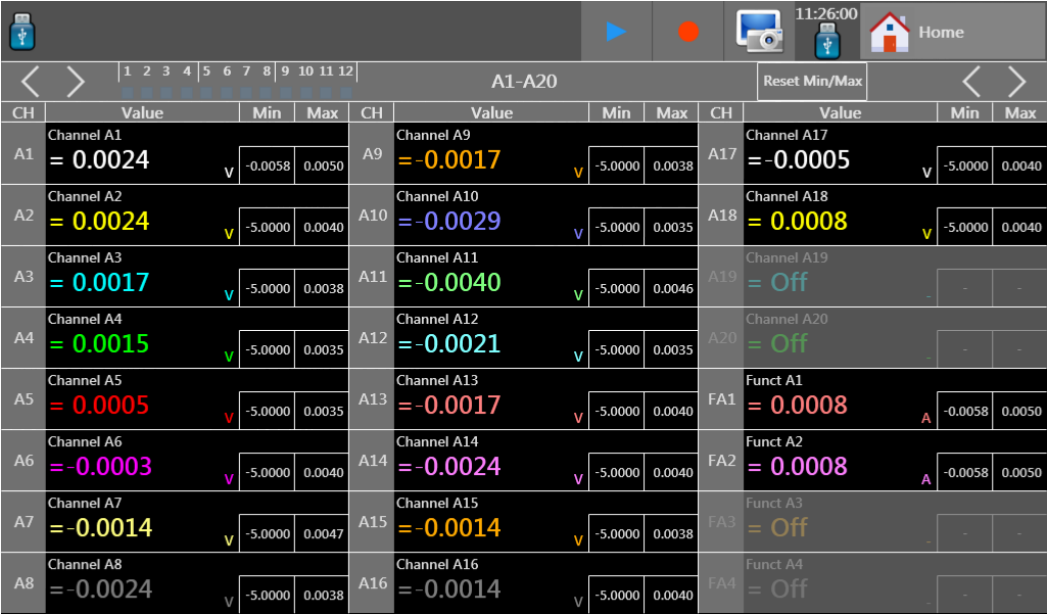 11:26:00
Home
1 2 3 4 5 6 7 8 9 10 11 12
A1-A20
Reset Min/Max
CH Value Min Max CH Value Min Max CH Value Min Max
Channel A1
A1 = 0.0024 V -0.0058 0.0050
Channel A2
A2 = 0.0024 V -5.0000 0.0040
Channel A3
A3 = 0.0017 V -5.0000 0.0038
Channel A4
A4 = 0.0015 V -5.0000 0.0035
Channel A5
A5 = 0.0005 V -5.0000 0.0035
Channel A6
A6 =-0.0003 V -5.0000 0.0040
Channel A7
A7 =-0.0014 V -5.0000 0.0047
Channel A8
A8 =-0.0024 V -5.0000 0.0038
Channel A9
A9 =-0.0017 V -5.0000 0.0038
Channel A10
A10 =-0.0029 V -5.0000 0.0035
Channel A11
A11 =-0.0040 V -5.0000 0.0046
Channel A12
A12 =-0.0021 V -5.0000 0.0035
Channel A13
A13 =-0.0017 V -5.0000 0.0040
Channel A14
A14 =-0.0024 V -5.0000 0.0040
Channel A15
A15 =-0.0014 V -5.0000 0.0038
Channel A16
A16 =-0.0014 V -5.0000 0.0040
Channel A17
A17 =-0.0005 V -5.0000 0.0040
Channel A18
A18 = 0.0008 V -5.0000 0.0040
Channel A19
A19 = Off - - -
Channel A20
A20 = Off - - -
Funct A1
FA1 = 0.0008 A -0.0058 0.0050
Funct A2
FA2 = 0.0008 A -0.0058 0.0050
Funct A3
FA3 = Off - - -
Funct A4
FA4 = Off - - -